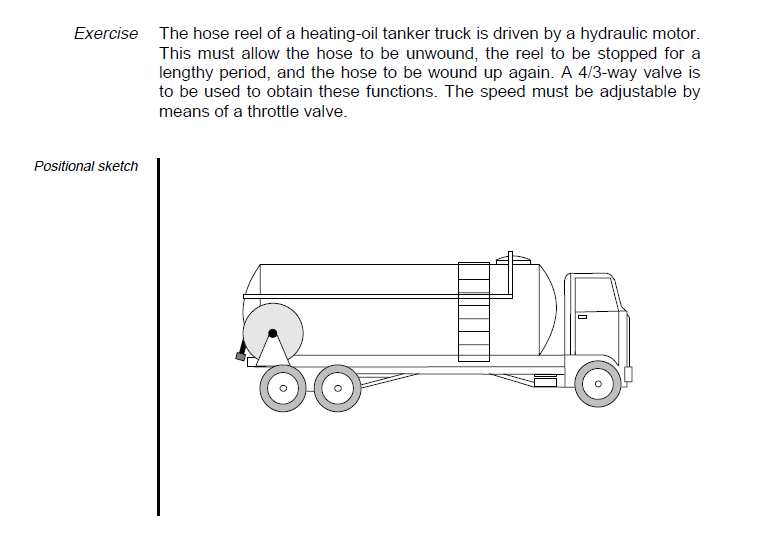 Exercise The hose reel of a heating-oil tanker truck is driven by a hydraulic motor.
This must allow the hose to be unwound, the reel to be stopped for a
lengthy period, and the hose to be wound up again. A 4/3-way valve is
to be used to obtain these functions. The speed must be adjustable by
means of a throttle valve.
Positional sketch